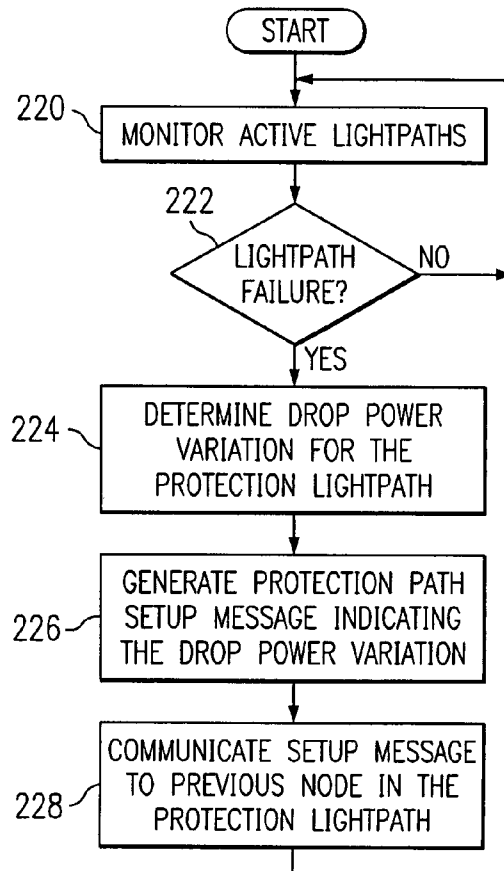 START
220
MONITOR ACTIVE LIGHTPATHS
222
LIGHTPATH
FAILURE?
NO
YES
224
DETERMINE DROP POWER
VARIATION FOR THE
PROTECTION LIGHTPATH
226
GENERATE PROTECTION PATH
SETUP MESSAGE INDICATING
THE DROP POWER VARIATION
228
COMMUNICATE SETUP MESSAGE
TO PREVIOUS NODE IN THE
PROTECTION LIGHTPATH